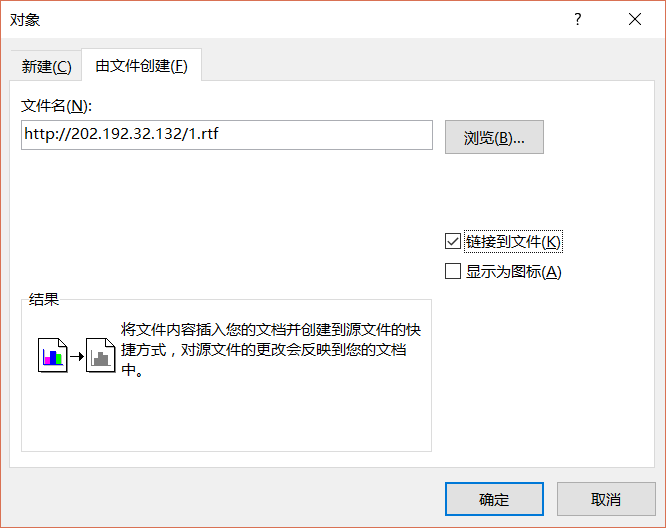 对象
新建(C)
由文件创建(F)
文件名(N):
http://202.192.32.132/1.rtf
浏览(B)...
链接到文件(K)
显示为图标(A)
结果
将文件内容插入您的文档并创建到源文件的快
捷方式，对源文件的更改会反映到您的文档
中。
确定
取消